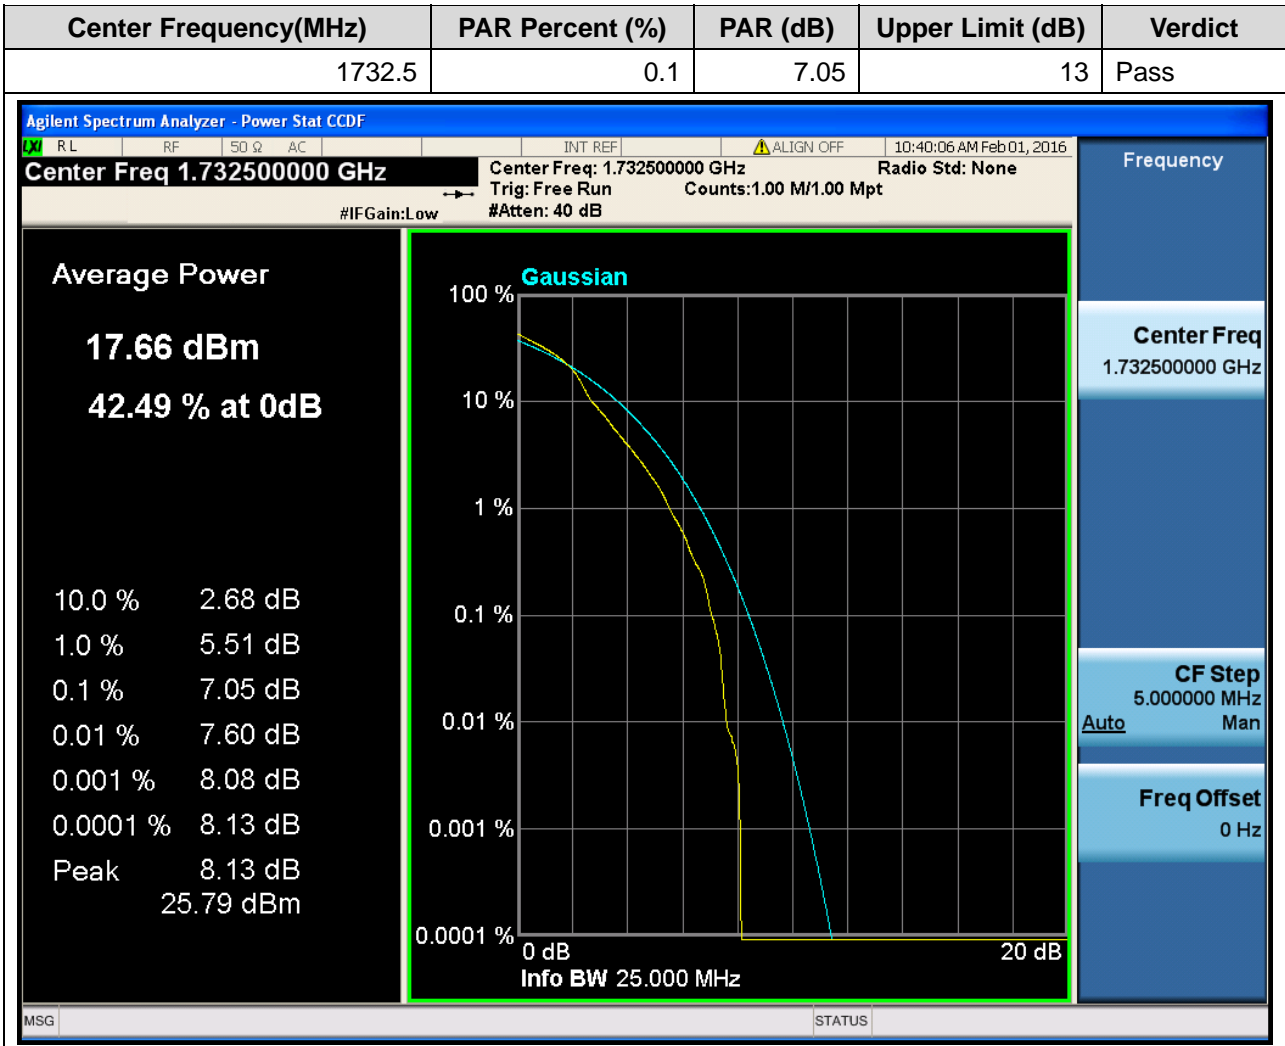 Center Frequency(MHz) PAR Percent (%) PAR (dB) Upper Limit (dB) Verdict
1732.5 0.1 7.05 13 Pass
Agilent Spectrum Analyzer - Power Stat CCDF
LXI RL RF 50 Ω AC INT REF ALIGN OFF 10:40:06 AM Feb 01, 2016
Center Freq 1.732500000 GHz
Center Freq: 1.732500000 GHz Radio Std: None
Trig: Free Run Counts:1.00 M/1.00 Mpt
#IFGain:Low #Atten: 40 dB
Average Power
17.66 dBm
42.49 % at 0dB
10.0 % 2.68 dB
1.0 % 5.51 dB
0.1 % 7.05 dB
0.01 % 7.60 dB
0.001 % 8.08 dB
0.0001 % 8.13 dB
Peak 8.13 dB
25.79 dBm
Gaussian
100 %
10 %
1 %
0.1 %
0.01 %
0.001 %
0.0001 %
0 dB 20 dB
Info BW 25.000 MHz
Frequency
Center Freq
1.732500000 GHz
CF Step
5.000000 MHz
Auto Man
Freq Offset
0 Hz
MSG STATUS